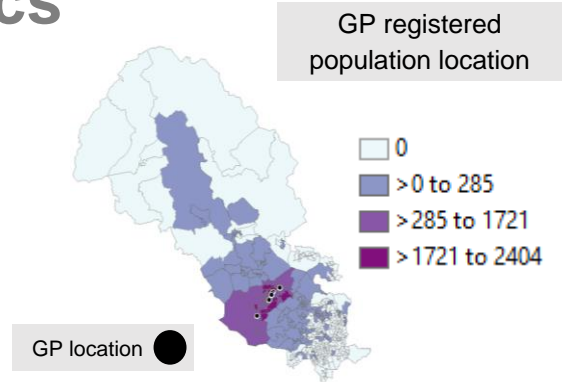 cs
GP registered
population location
0
>0 to 285
>285 to 1721
>1721 to 2404
GP location